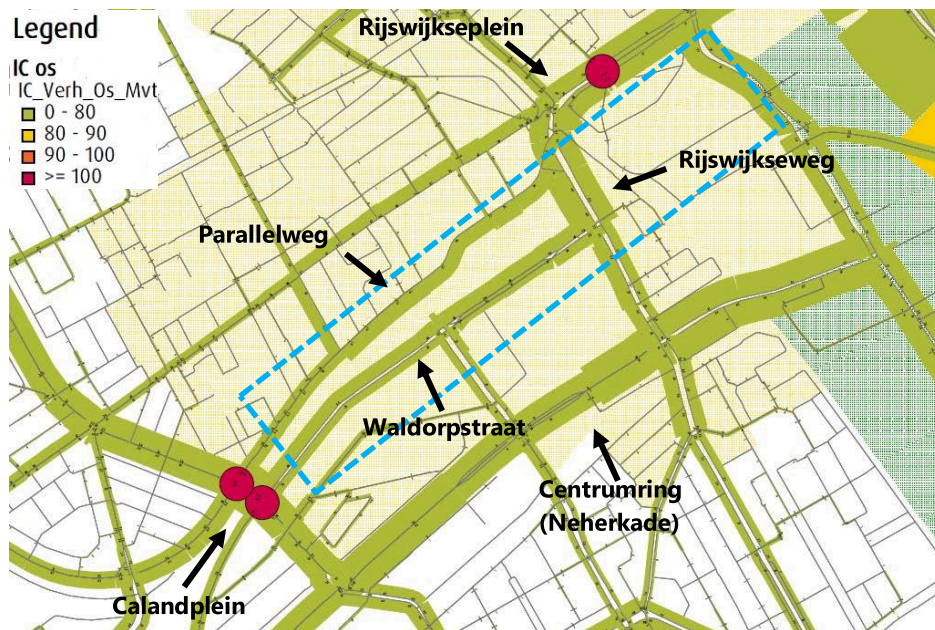 Legend
IC os
IC_Verh_Os_Mvt
0 - 80
80 - 90
90 - 100
>= 100
Rijswijkseplein
Rijswijkseweg
Parallelweg
Waldorpstraat
Centrumring
(Neherkade)
Calandplein